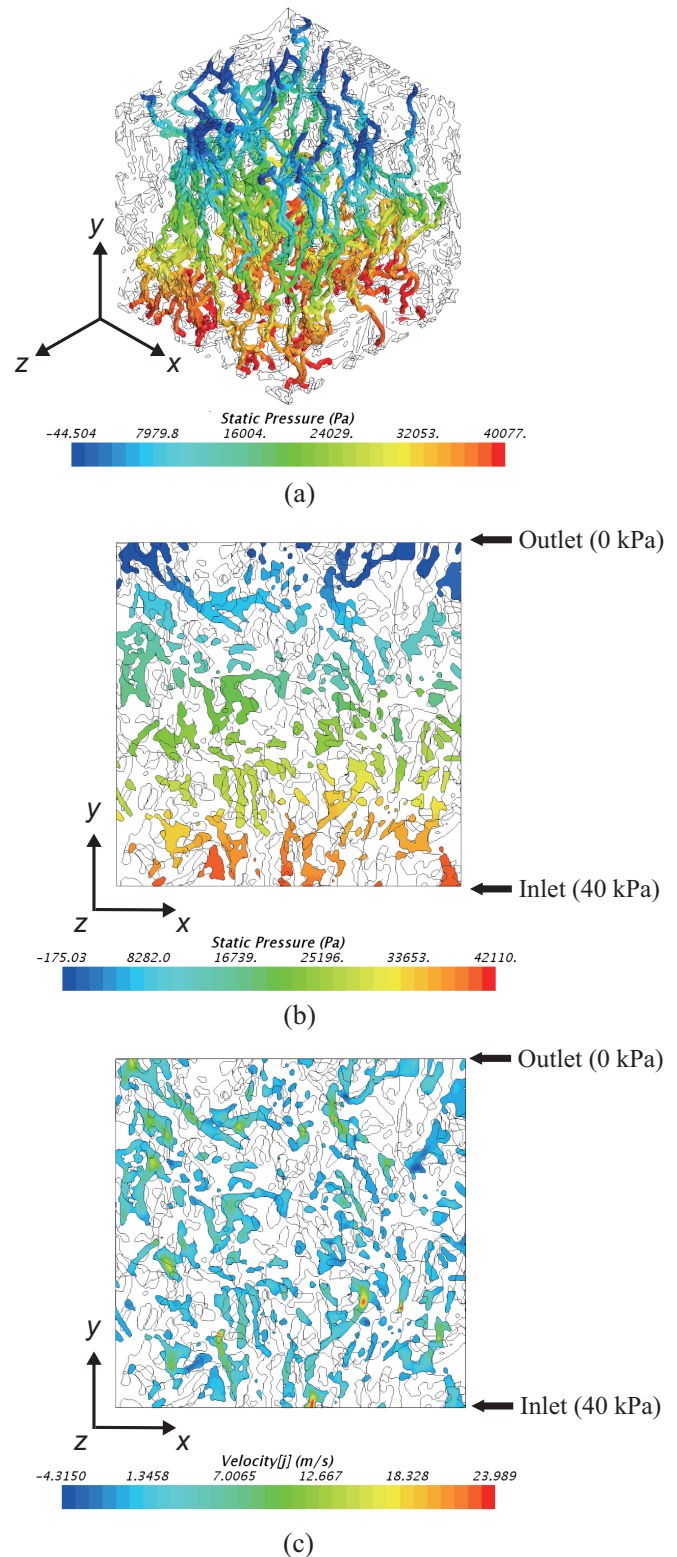 y
z
x
Static Pressure (Pa)
-44.504 7979.8 16004. 24029. 32053. 40077.
(a)
Outlet (0 kPa)
y
Inlet (40 kPa)
z x
Static Pressure (Pa)
-175.03 8282.0 16739. 25196. 33653. 42110.
(b)
Outlet (0 kPa)
y
Inlet (40 kPa)
z x
Velocity[j] (m/s)
-4.3150 1.3458 7.0065 12.667 18.328 23.989
(c)